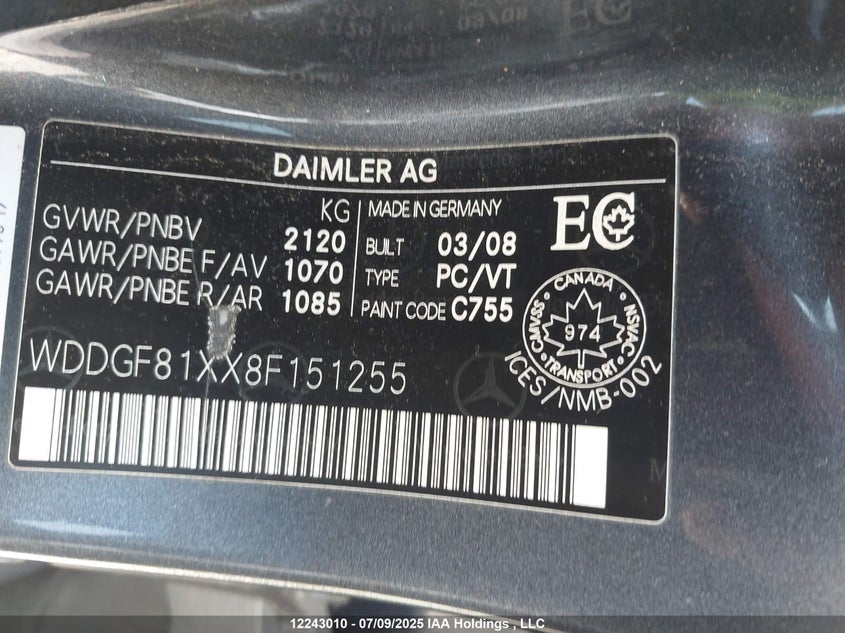 DAIMLER AG
GVWR/PNBV KG 2120
GAWR/PNBE F/AV 1070
GAWR/PNBE R/AR 1085
MADE IN GERMANY
BUILT 03/08
TYPE PC/VT
PAINT CODE C755
EC
CANADA
CMVSS 974 NSVAC
TRANSPORT
ICES/NMB-002
WDDGF81XX8F151255
12243010 - 07/09/2025 IAA Holdings , LLC